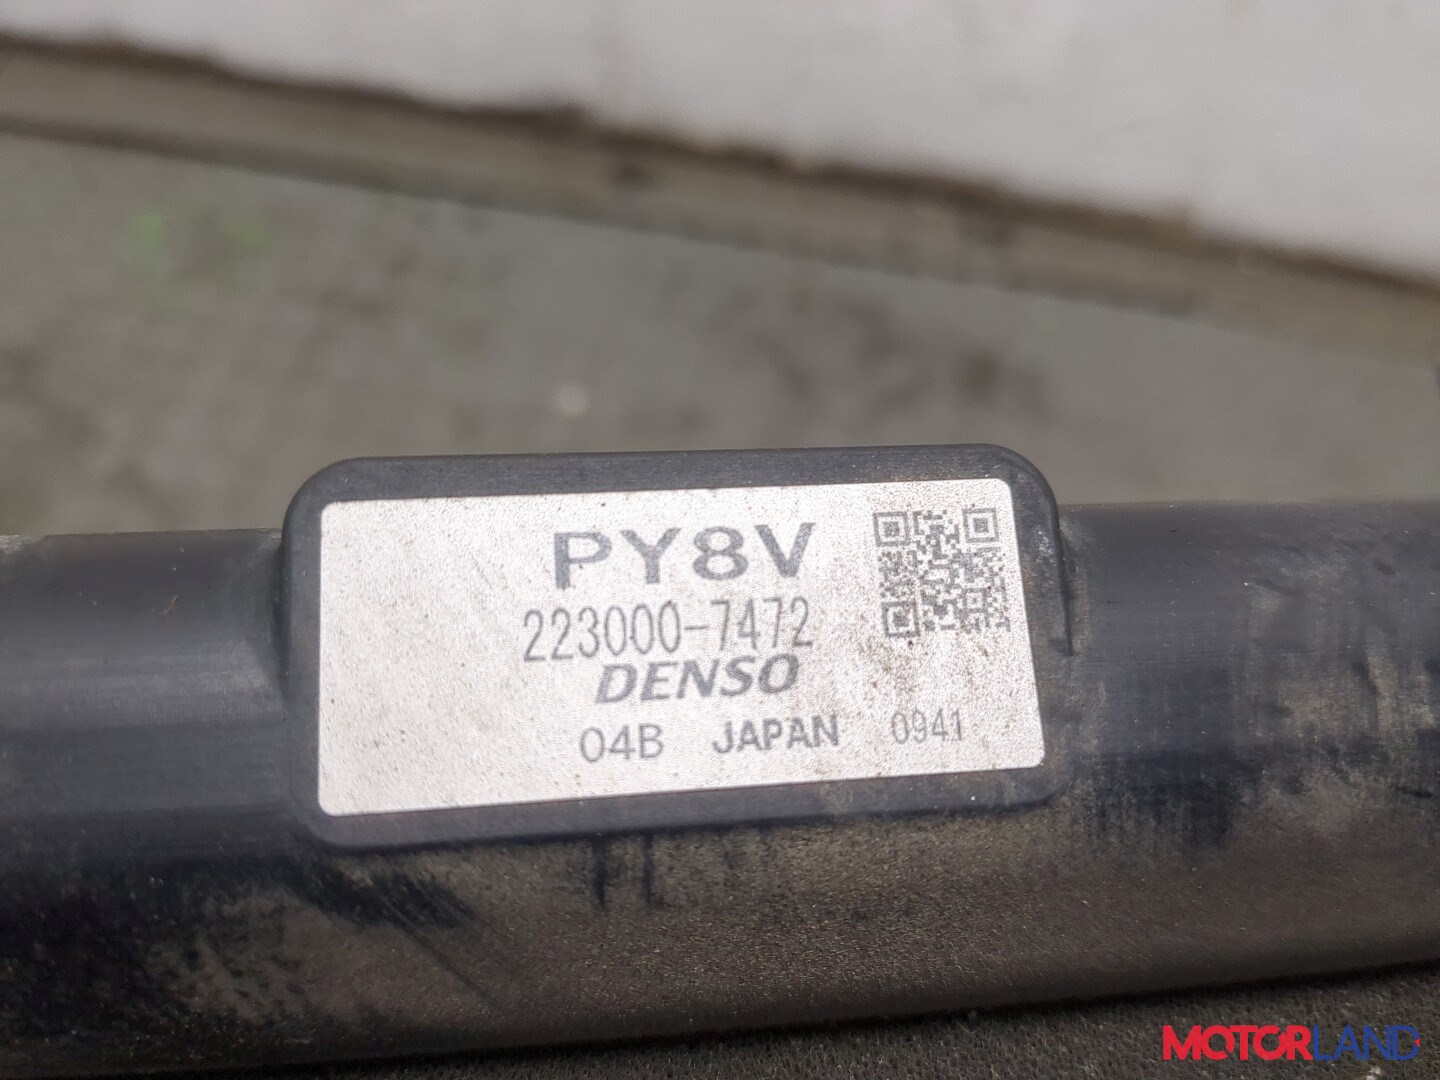 PY8V
223000-7472
DENSO
04B JAPAN 0941
MOTORLAND